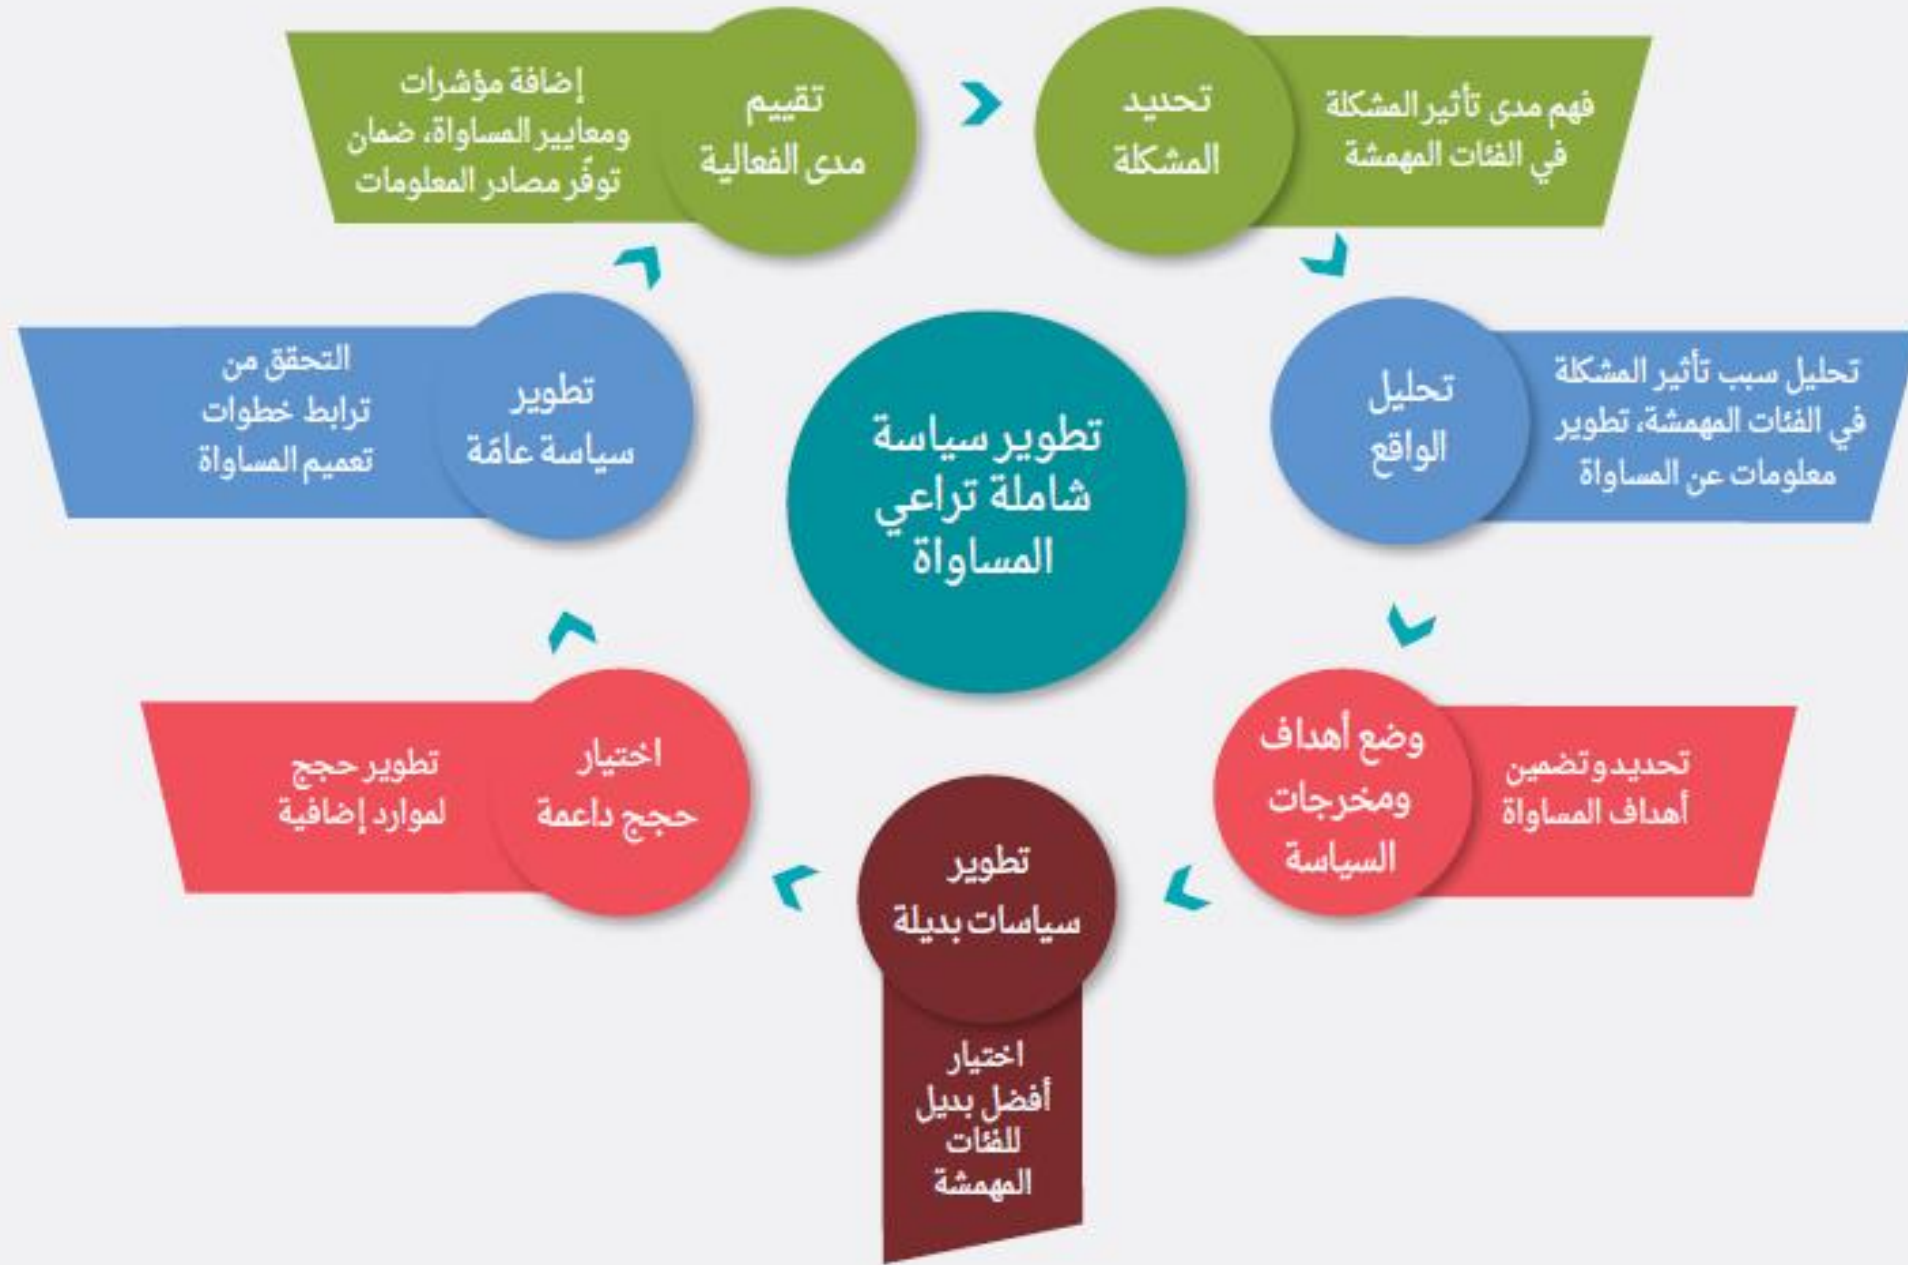 تحديد
المشكلة
فهم مدى تأثير المشكلة
في الفئات المهمشة
تحليل
الواقع
تحليل سبب تأثير المشكلة
في الفئات المهمشة، تطوير
معلومات عن المساواة
وضع أهداف
ومخرجات
السياسة
تحديد وتضمين
أهداف المساواة
تطوير
سياسات بديلة
اختيار
أفضل بديل
للفئات
المهمشة
اختيار
حجج داعمة
تطوير حجج
لموارد إضافية
تطوير
سياسة عامّة
التحقق من
ترابط خطوات
تعميم المساواة
تقييم
مدى الفعالية
إضافة مؤشرات
ومعايير المساواة، ضمان
توفّر مصادر المعلومات
تطوير سياسة
شاملة تراعي
المساواة